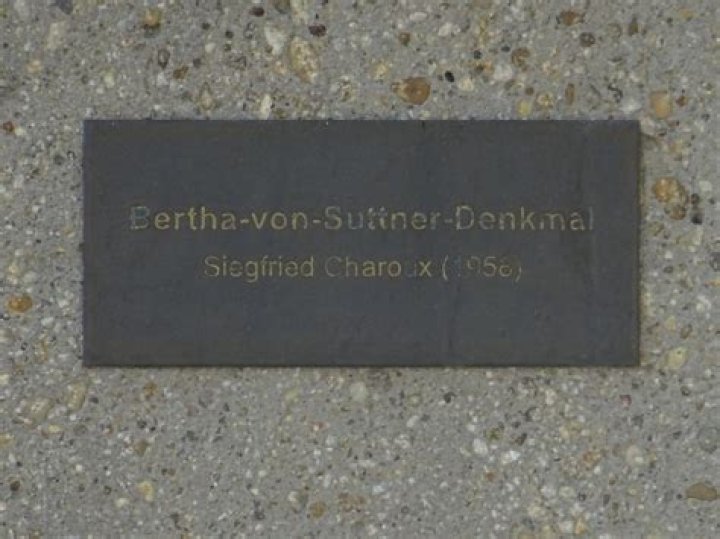 Bertha-von-Suttner-Denkmal
Siegfried Charoux (1958)